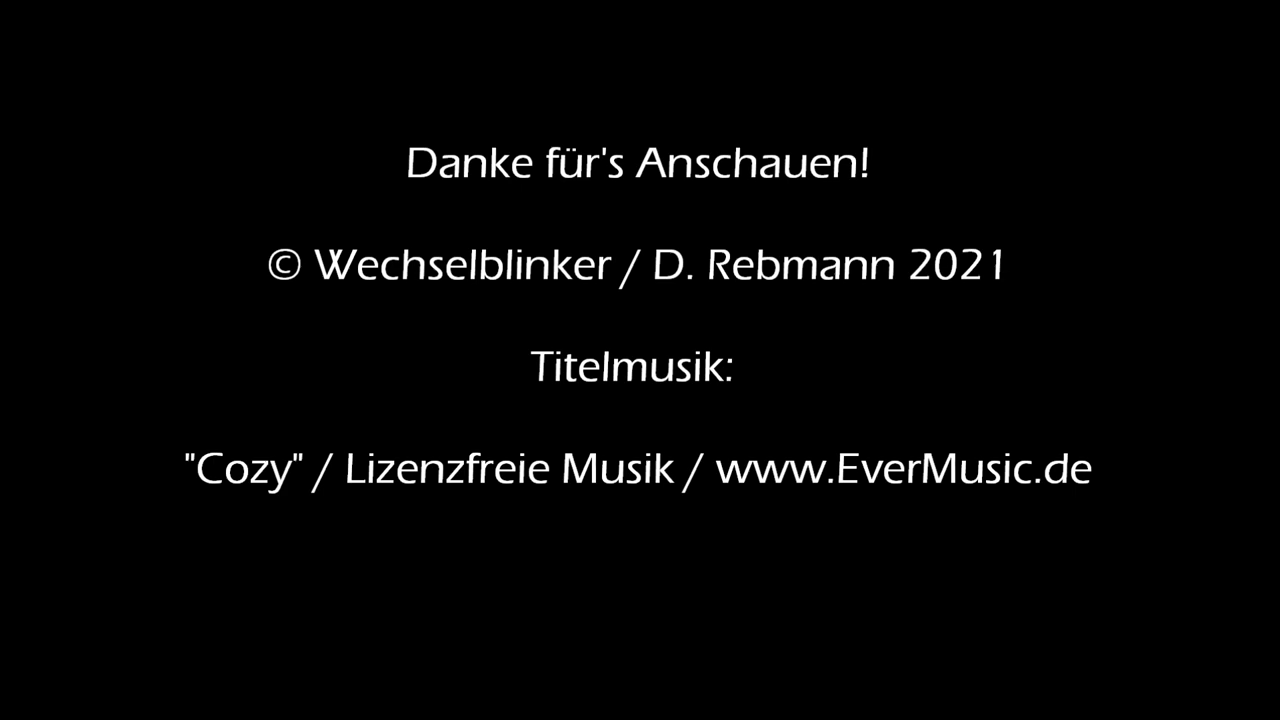 Danke für's Anschauen!
© Wechselblinker / D. Rebmann 2021
Titelmusik:
"Cozy" / Lizenzfreie Musik / www.EverMusic.de